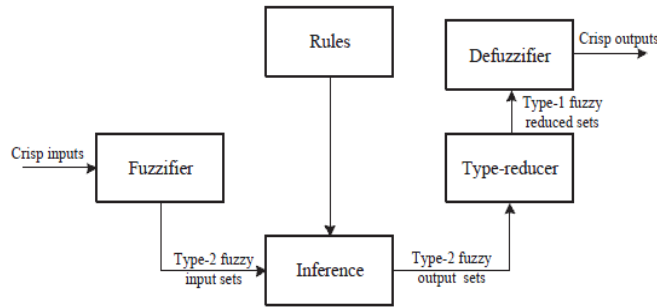 Rules
Defuzzifier
Crisp outputs
Type-1 fuzzy
reduced sets
Crisp inputs
Fuzzifier
Type-reducer
Type-2 fuzzy
input sets
Inference
Type-2 fuzzy
output sets